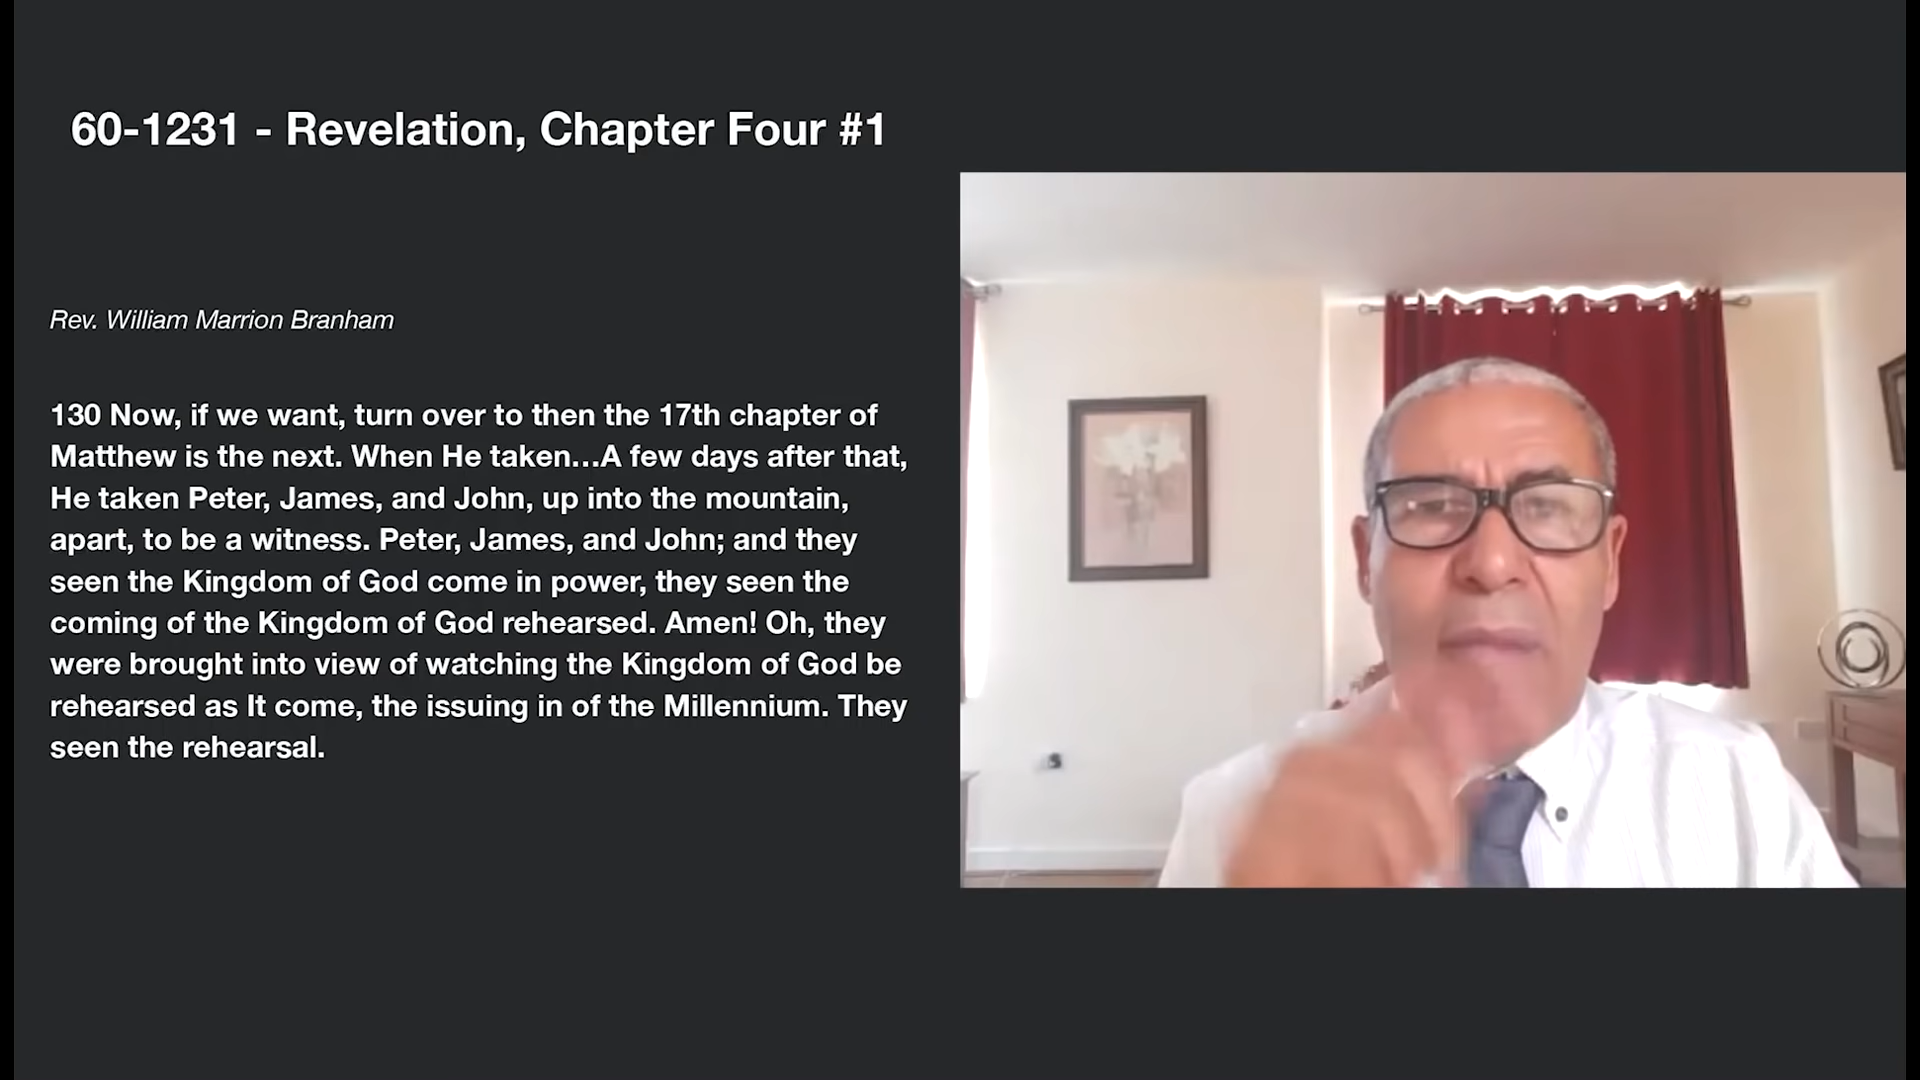 60-1231 - Revelation, Chapter Four #1
Rev. William Marrion Branham
130 Now, if we want, turn over to then the 17th chapter of
Matthew is the next. When He taken…A few days after that,
He taken Peter, James, and John, up into the mountain,
apart, to be a witness. Peter, James, and John; and they
seen the Kingdom of God come in power, they seen the
coming of the Kingdom of God rehearsed. Amen! Oh, they
were brought into view of watching the Kingdom of God be
rehearsed as It come, the issuing in of the Millennium. They
seen the rehearsal.